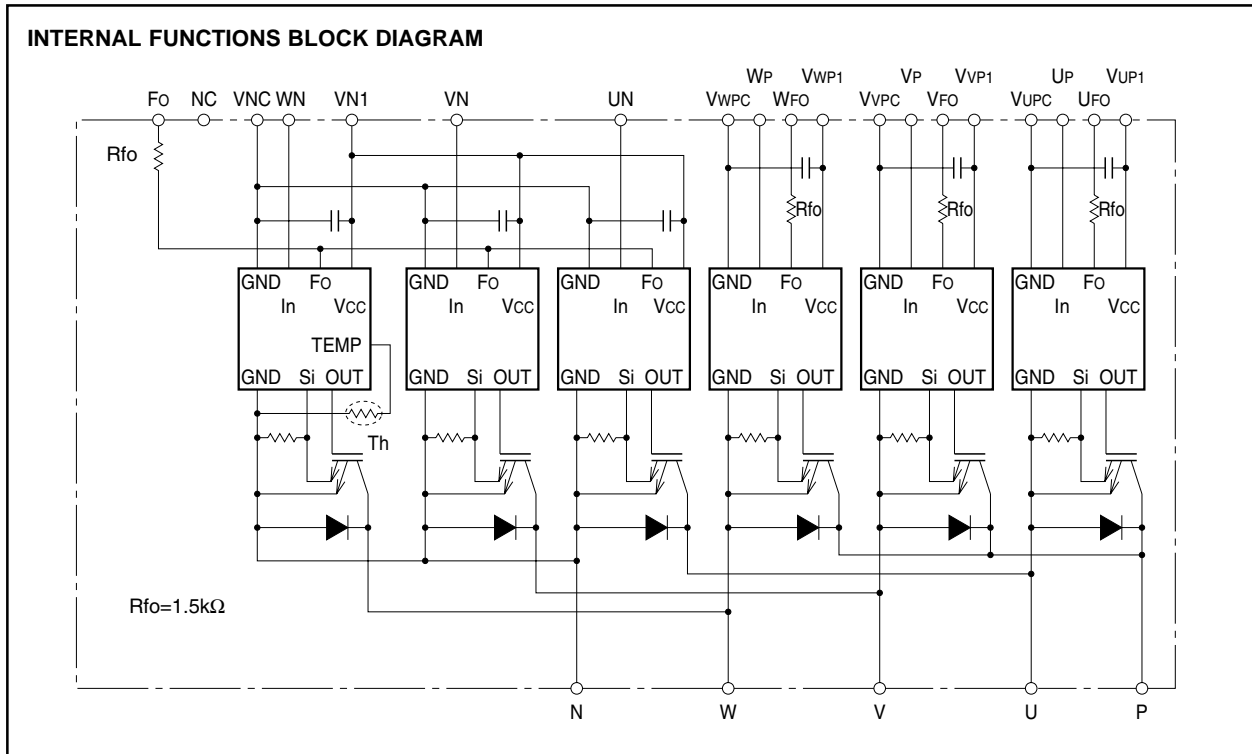 INTERNAL FUNCTIONS BLOCK DIAGRAM
WP VWP1 VP VVP1 UP VUP1
FO NC VNC WN VN1 VN UN VWPC WFO VVPC VFO VUPC UFO
Rfo
Rfo Rfo Rfo
GND FO GND FO GND FO GND FO GND FO GND FO
In VCC In VCC In VCC In VCC In VCC In VCC
TEMP
GND Si OUT GND Si OUT GND Si OUT GND Si OUT GND Si OUT GND Si OUT
Th
Rfo=1.5kΩ
N W V U P